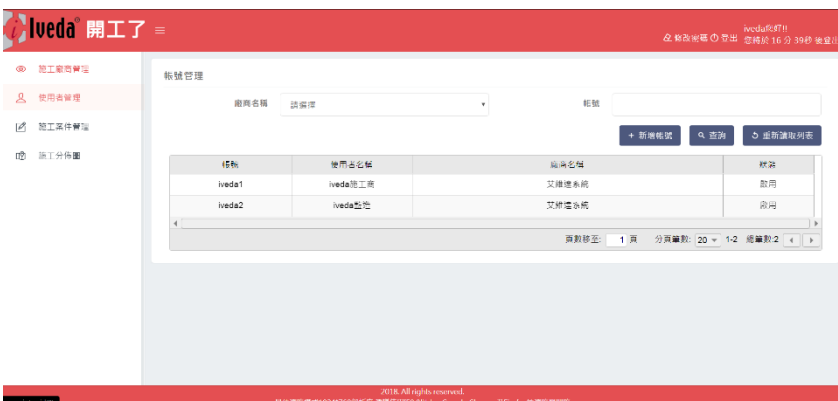 iveda 開工了
iveda您好!!
修改密碼 登出 您將於 16 分 39秒 後登出
施工廠商管理
使用者管理
施工案件管理
施工分佈圖
帳號管理
廠商名稱 請選擇 帳號
+ 新增帳號 查詢 重新讀取列表
帳號 使用者名稱 廠商名稱 狀態
iveda1 iveda施工商 艾維達系統 啟用
iveda2 iveda監造 艾維達系統 啟用
頁數移至: 1 頁 分頁筆數: 20 1-2 總筆數:2
2018. All rights reserved.